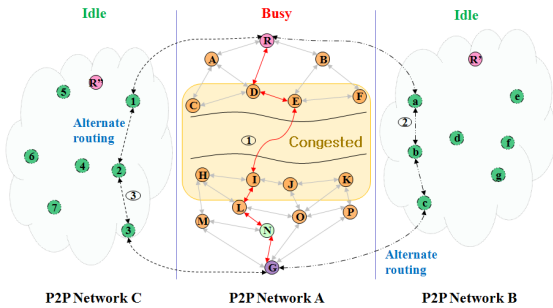 Idle
Busy
Idle
R
A
B
R"
R'
5
1
C
D
E
F
a
e
Alternate
routing
1
Congested
2
b
d
f
6
4
2
H
I
J
K
g
3
7
L
O
P
c
M
N
3
G
Alternate
routing
P2P Network C
P2P Network A
P2P Network B